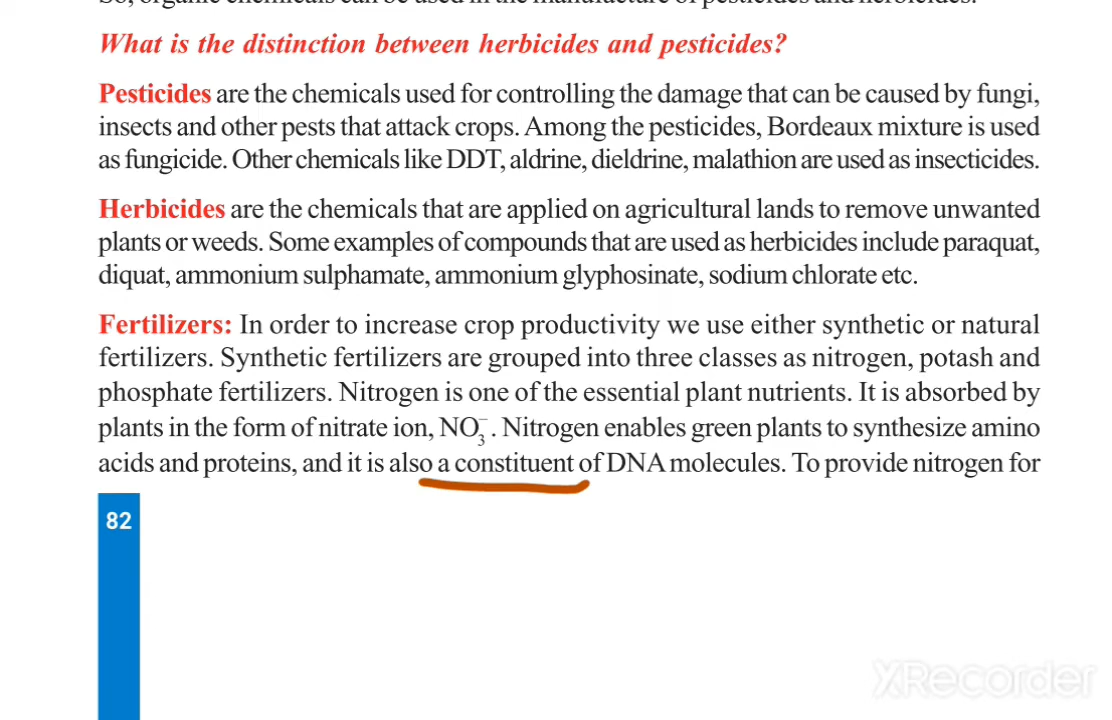 What is the distinction between herbicides and pesticides?
Pesticides are the chemicals used for controlling the damage that can be caused by fungi,
insects and other pests that attack crops. Among the pesticides, Bordeaux mixture is used
as fungicide. Other chemicals like DDT, aldrine, dieldrine, malathion are used as insecticides.
Herbicides are the chemicals that are applied on agricultural lands to remove unwanted
plants or weeds. Some examples of compounds that are used as herbicides include paraquat,
diquat, ammonium sulphamate, ammonium glyphosinate, sodium chlorate etc.
Fertilizers: In order to increase crop productivity we use either synthetic or natural
fertilizers. Synthetic fertilizers are grouped into three classes as nitrogen, potash and
phosphate fertilizers. Nitrogen is one of the essential plant nutrients. It is absorbed by
plants in the form of nitrate ion, NO₃⁻. Nitrogen enables green plants to synthesize amino
acids and proteins, and it is also a constituent of DNA molecules. To provide nitrogen for
82
XRecorder